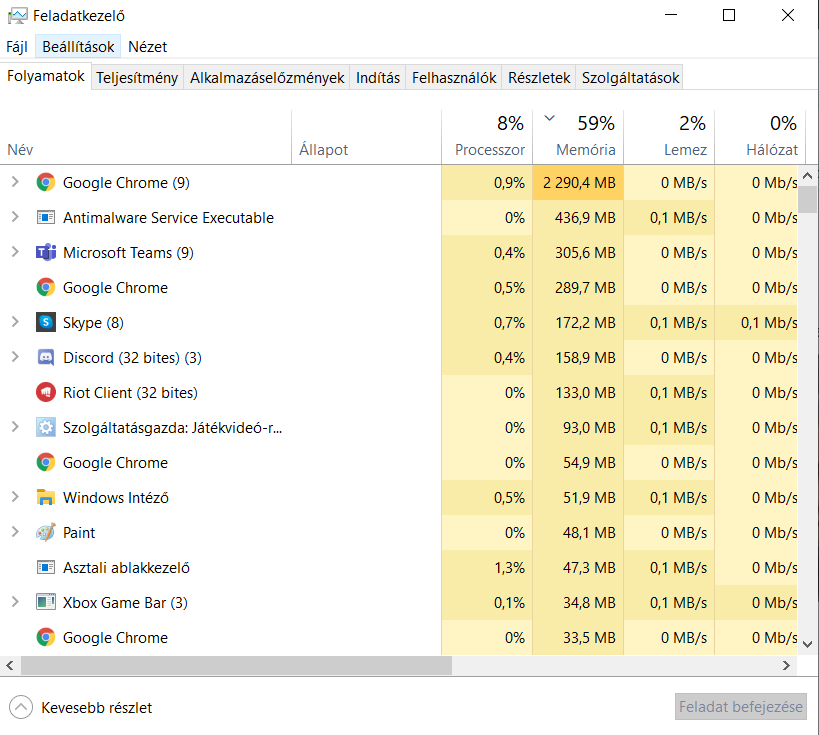 Feladatkezelő
Fájl Beállítások Nézet
Folyamatok Teljesítmény Alkalmazáselőzmények Indítás Felhasználók Részletek Szolgáltatások
8% 59% 2% 0%
Név Állapot Processzor Memória Lemez Hálózat
Google Chrome (9) 0,9% 2 290,4 MB 0 MB/s 0 Mb/s
Antimalware Service Executable 0% 436,9 MB 0,1 MB/s 0 Mb/s
Microsoft Teams (9) 0,4% 305,6 MB 0 MB/s 0 Mb/s
Google Chrome 0,5% 289,7 MB 0 MB/s 0 Mb/s
Skype (8) 0,7% 172,2 MB 0,1 MB/s 0,1 Mb/s
Discord (32 bites) (3) 0,4% 158,9 MB 0 MB/s 0 Mb/s
Riot Client (32 bites) 0% 133,0 MB 0,1 MB/s 0 Mb/s
Szolgáltatásgazda: Játékvideó-r... 0% 93,0 MB 0,1 MB/s 0 Mb/s
Google Chrome 0% 54,9 MB 0 MB/s 0 Mb/s
Windows Intéző 0,5% 51,9 MB 0,1 MB/s 0 Mb/s
Paint 0% 48,1 MB 0 MB/s 0 Mb/s
Asztali ablakkezelő 1,3% 47,3 MB 0,1 MB/s 0 Mb/s
Xbox Game Bar (3) 0,1% 34,8 MB 0,1 MB/s 0 Mb/s
Google Chrome 0% 33,5 MB 0 MB/s 0 Mb/s
Kevesebb részlet Feladat befejezése